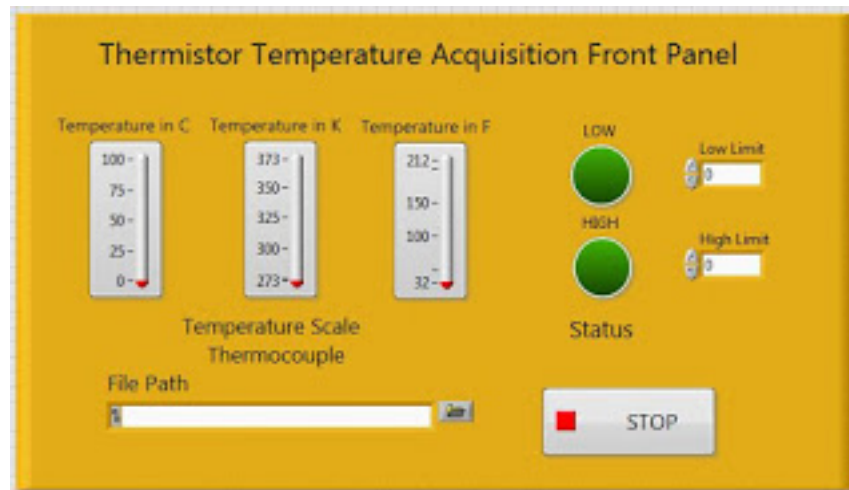 Thermistor Temperature Acquisition Front Panel
Temperature in C Temperature in K Temperature in F
100
75
50
25
0
373
350
325
300
273
212
150
100
32
LOW
HIGH
Low Limit
0
High Limit
0
Temperature Scale
Thermocouple
Status
File Path
STOP